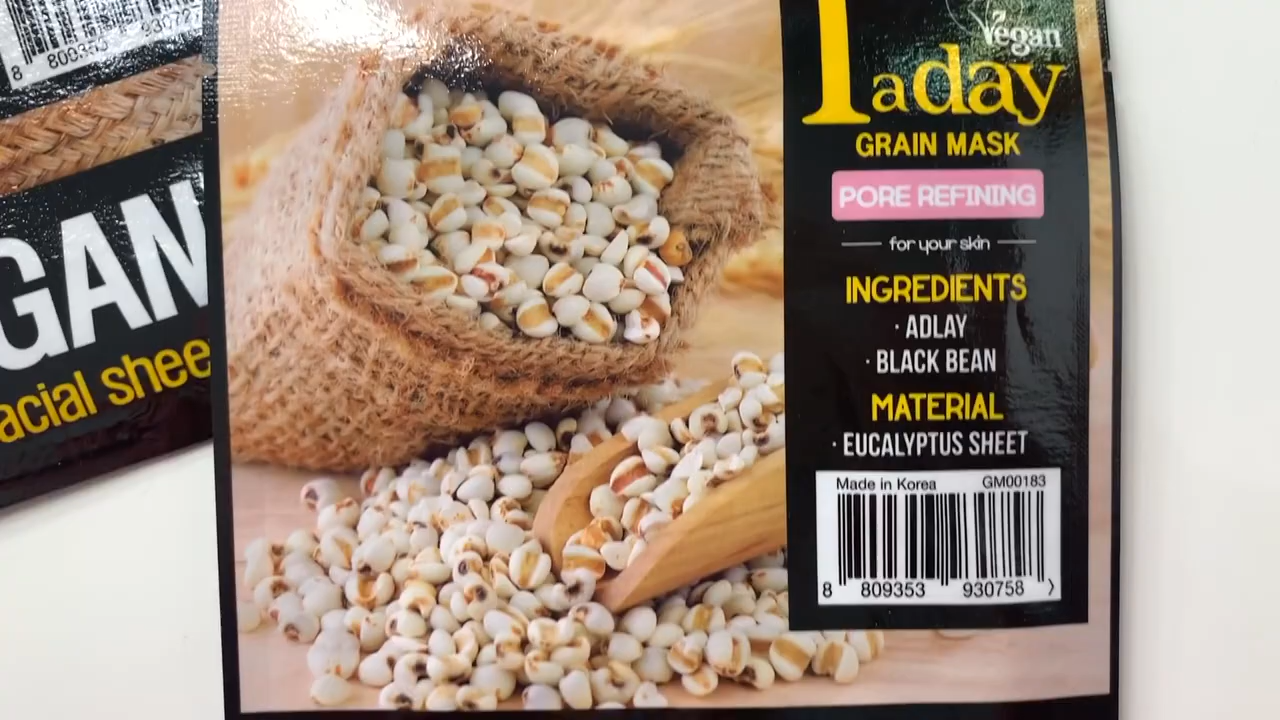 Vegan
1aday
GRAIN MASK
PORE REFINING
for your skin
INGREDIENTS
· ADLAY
· BLACK BEAN
MATERIAL
· EUCALYPTUS SHEET
Made in Korea GM00183
8 809353 930758 >
GAN
acial shee